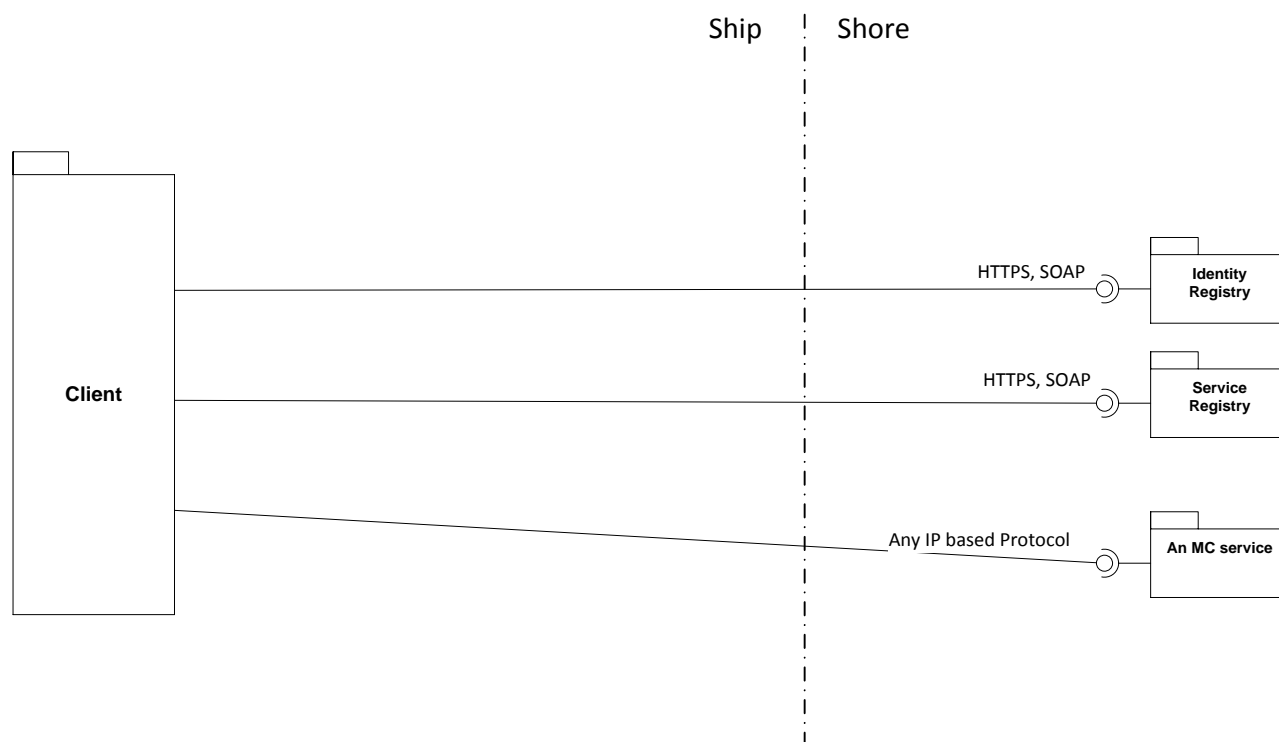 Ship
Shore
HTTPS, SOAP
Identity
Registry
Client
HTTPS, SOAP
Service
Registry
Any IP based Protocol
An MC service